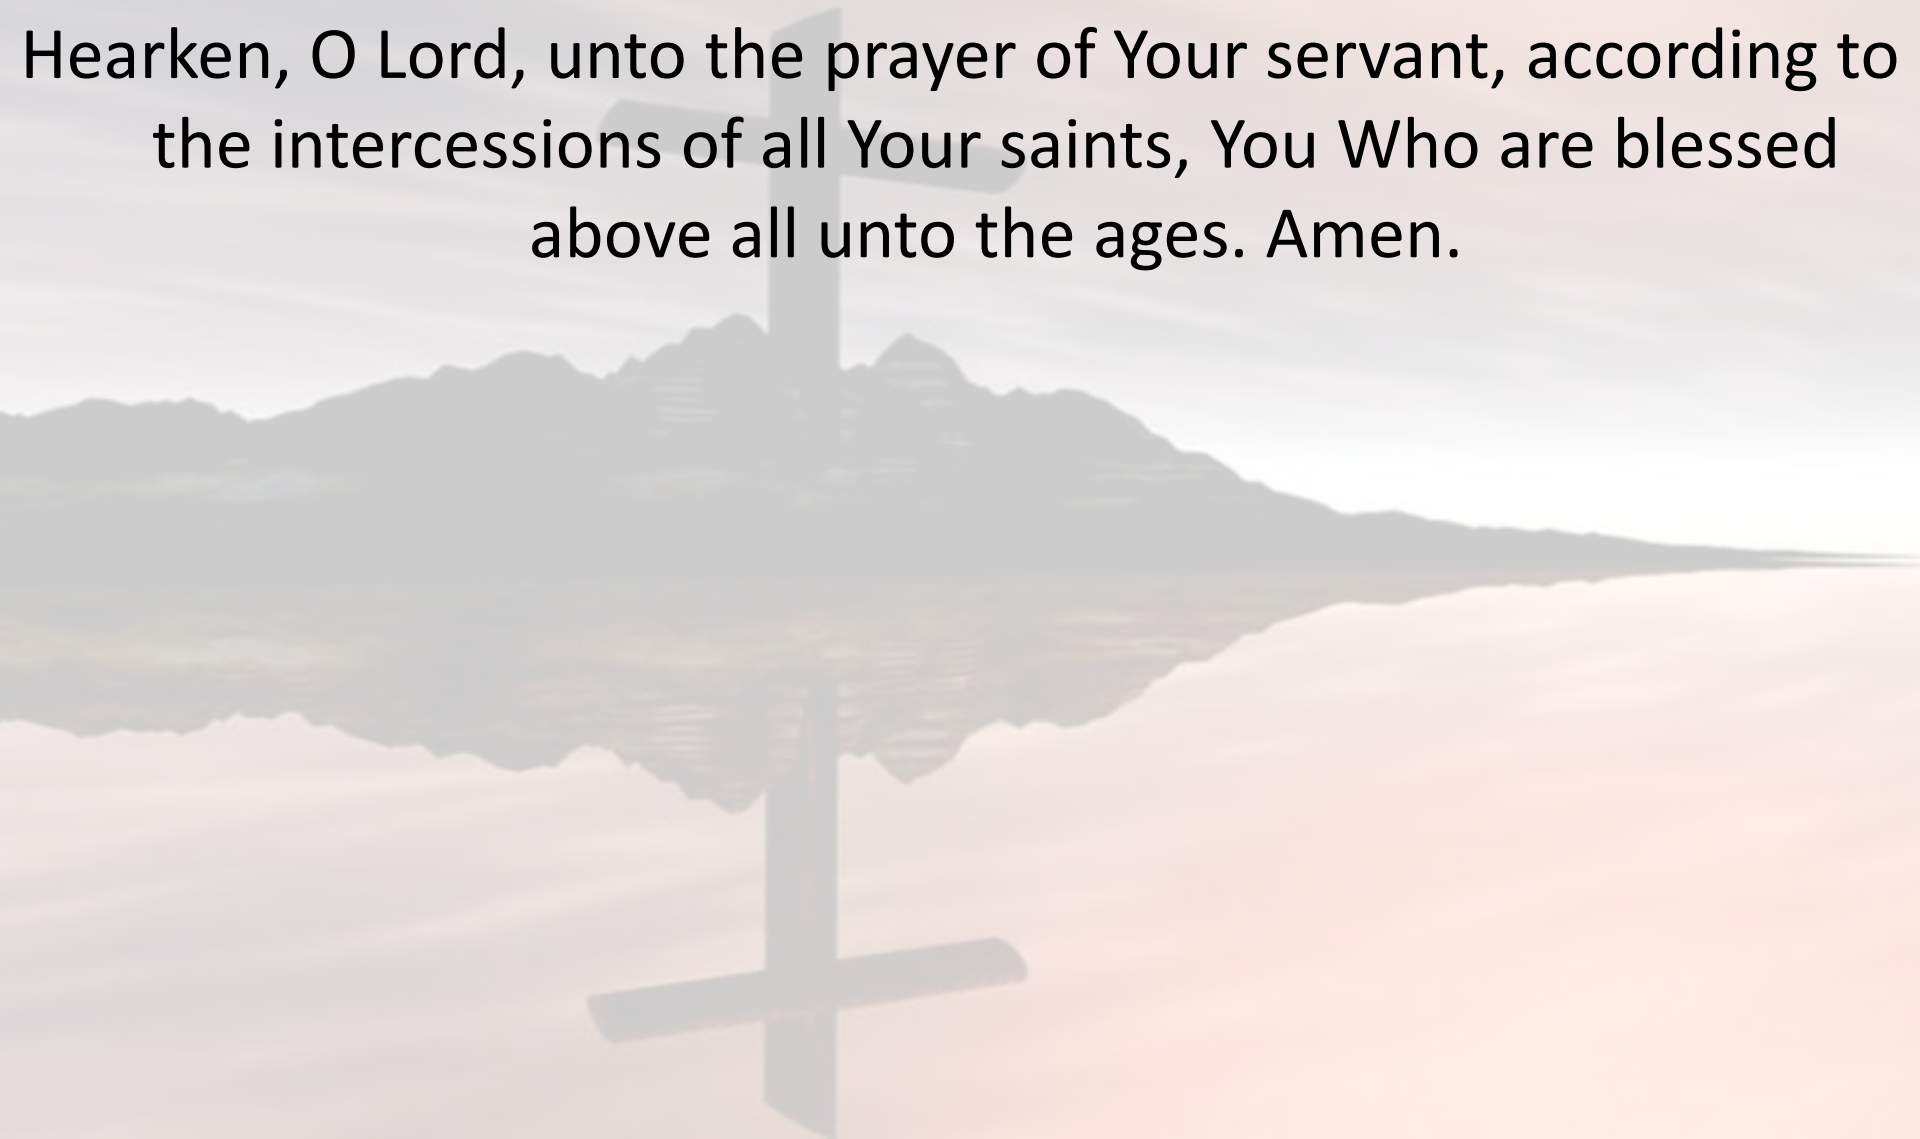 Hearken, O Lord, unto the prayer of Your servant, according to
the intercessions of all Your saints, You Who are blessed
above all unto the ages. Amen.